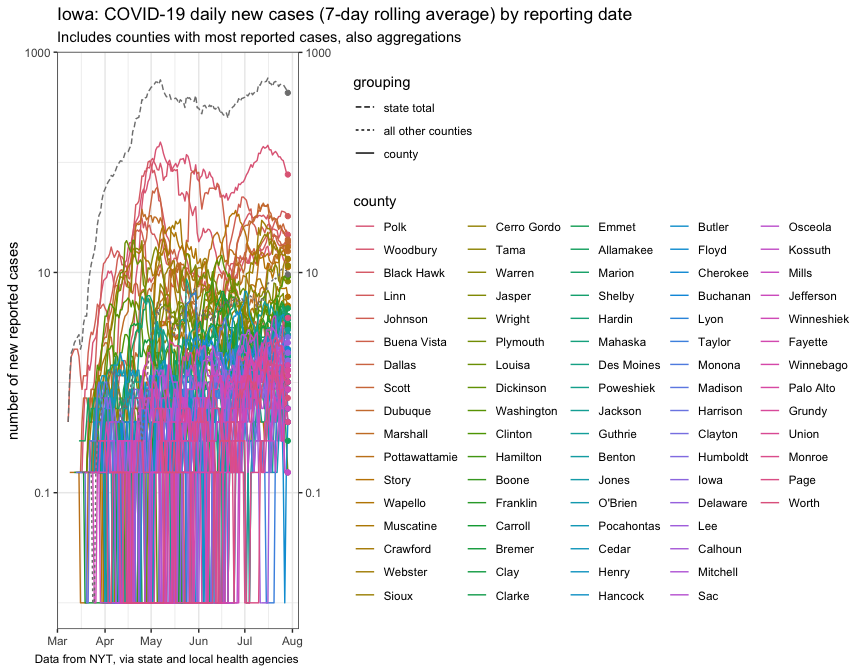 Iowa: COVID-19 daily new cases (7-day rolling average) by reporting date
Includes counties with most reported cases, also aggregations
1000
1000
10
10
0.1
0.1
number of new reported cases
Mar Apr May Jun Jul Aug
Data from NYT, via state and local health agencies
grouping
state total
all other counties
county
county
Polk Cerro Gordo Emmet Butler Osceola
Woodbury Tama Allamakee Floyd Kossuth
Black Hawk Warren Marion Cherokee Mills
Linn Jasper Shelby Buchanan Jefferson
Johnson Wright Hardin Lyon Winneshiek
Buena Vista Plymouth Mahaska Taylor Fayette
Dallas Louisa Des Moines Monona Winnebago
Scott Dickinson Poweshiek Madison Palo Alto
Dubuque Washington Jackson Harrison Grundy
Marshall Clinton Guthrie Clayton Union
Pottawattamie Hamilton Benton Humboldt Monroe
Story Boone Jones Iowa Page
Wapello Franklin O'Brien Delaware Worth
Muscatine Carroll Pocahontas Lee
Crawford Bremer Cedar Calhoun
Webster Clay Henry Mitchell
Sioux Clarke Hancock Sac